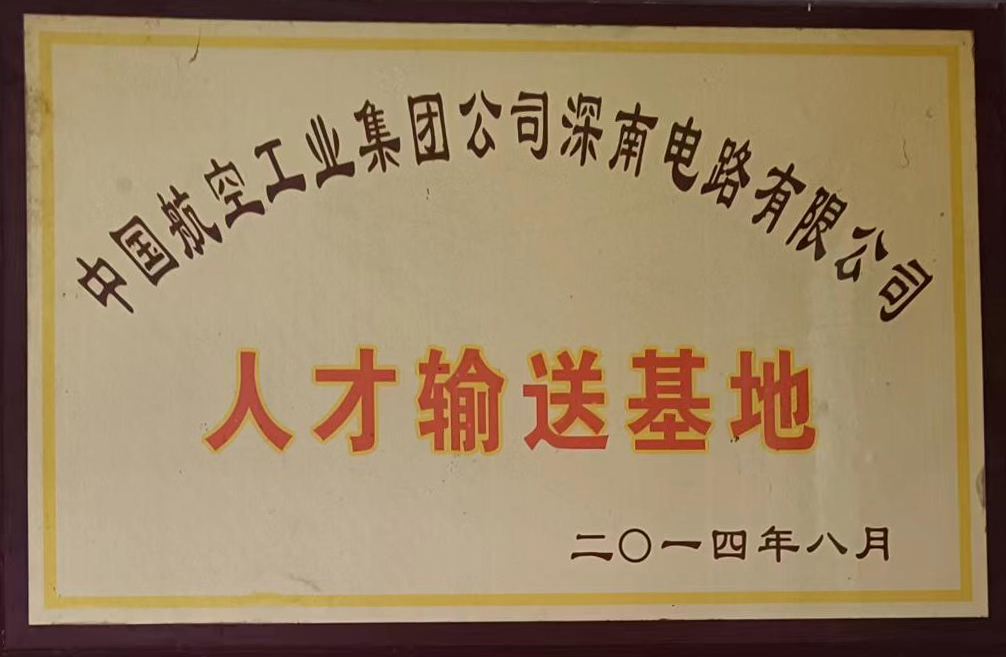 中国航空工业集团公司深南电路有限公司
人才输送基地
二〇一四年八月